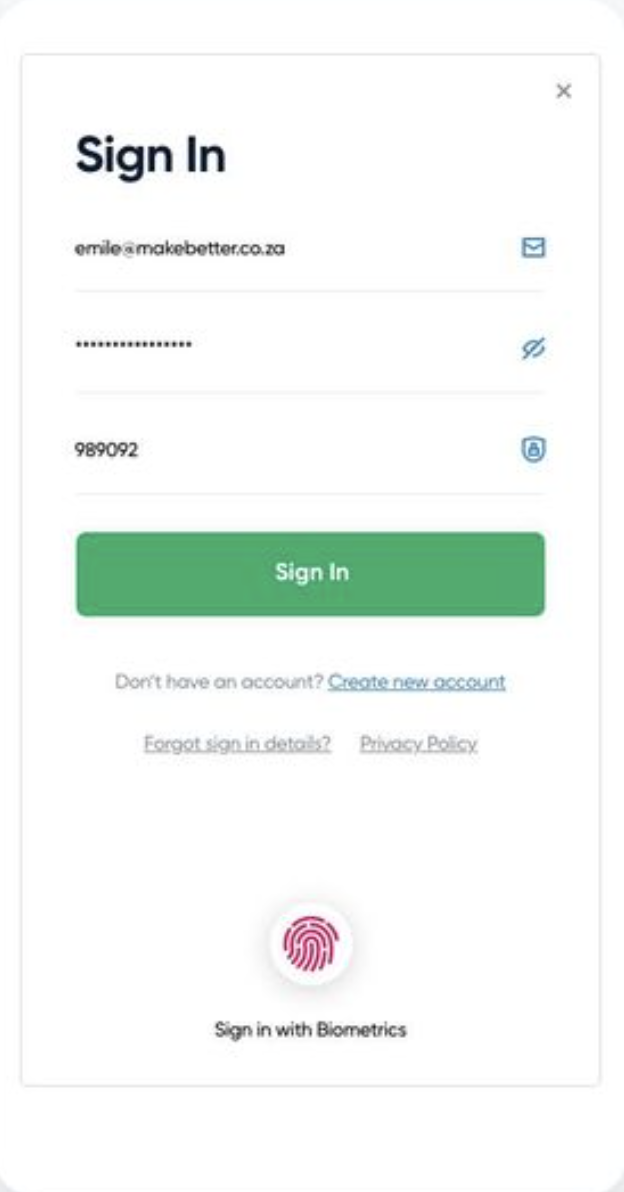 Sign In
emile@makebetter.co.za
••••••••••••••••
989092
Sign In
Don't have an account? Create new account
Forgot sign in details? Privacy Policy
Sign in with Biometrics